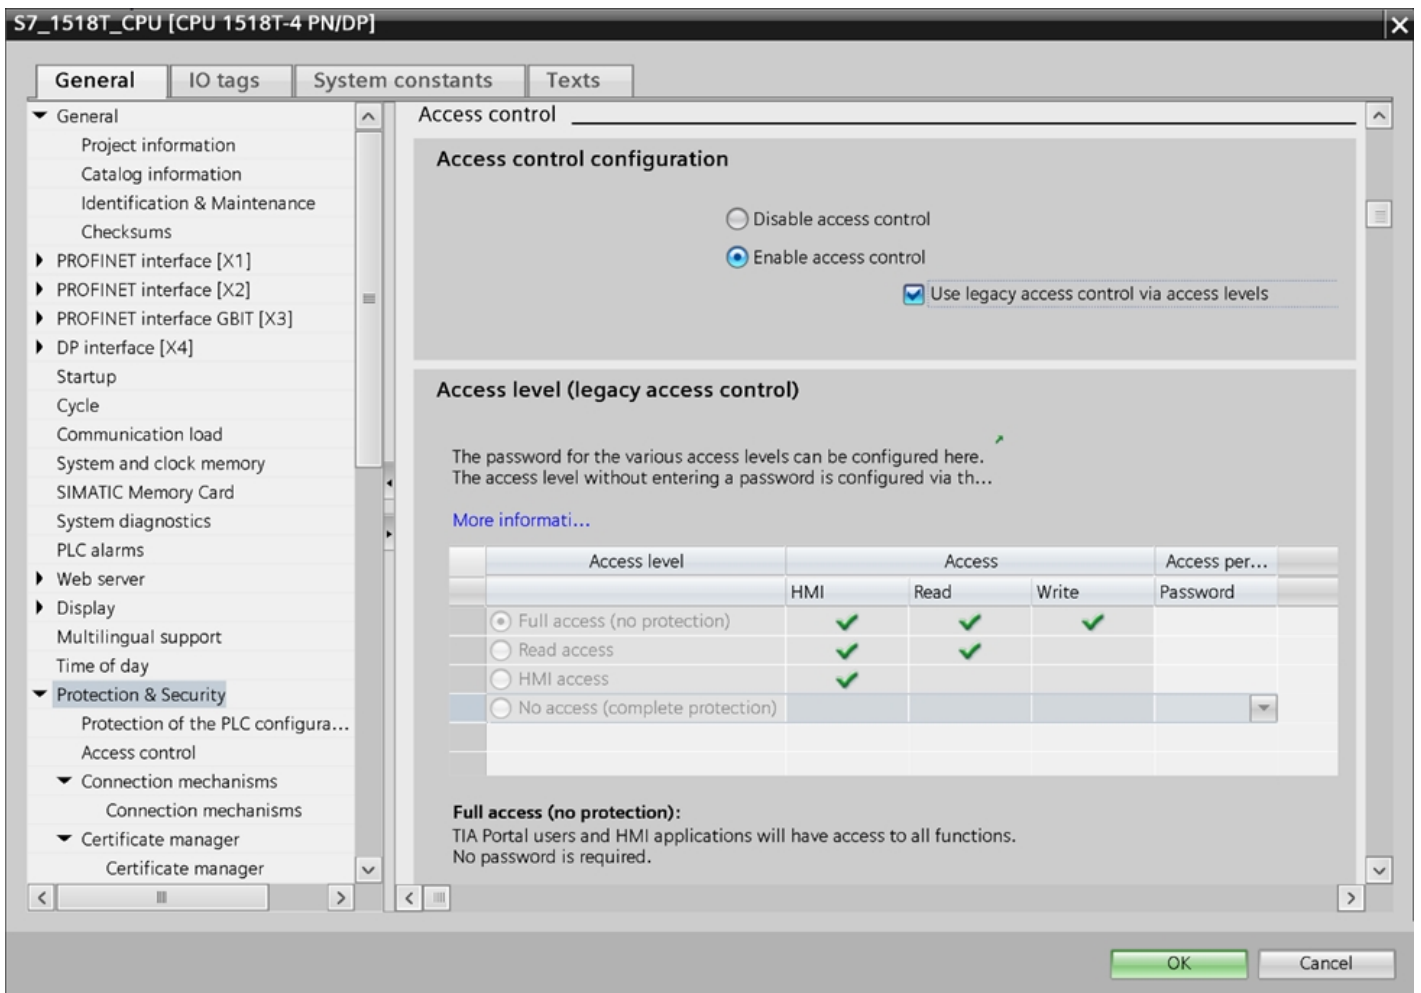 S7_1518T_CPU [CPU 1518T-4 PN/DP]
General
IO tags
System constants
Texts
General
Project information
Catalog information
Identification & Maintenance
Checksums
PROFINET interface [X1]
PROFINET interface [X2]
PROFINET interface GBIT [X3]
DP interface [X4]
Startup
Cycle
Communication load
System and clock memory
SIMATIC Memory Card
System diagnostics
PLC alarms
Web server
Display
Multilingual support
Time of day
Protection & Security
Protection of the PLC configura...
Access control
Connection mechanisms
Connection mechanisms
Certificate manager
Certificate manager
Access control
Access control configuration
Disable access control
Enable access control
Use legacy access control via access levels
Access level (legacy access control)
The password for the various access levels can be configured here.
The access level without entering a password is configured via th...
More informati...
Access level Access Access per...
HMI Read Write Password
Full access (no protection)
Read access
HMI access
No access (complete protection)
Full access (no protection):
TIA Portal users and HMI applications will have access to all functions.
No password is required.
OK
Cancel